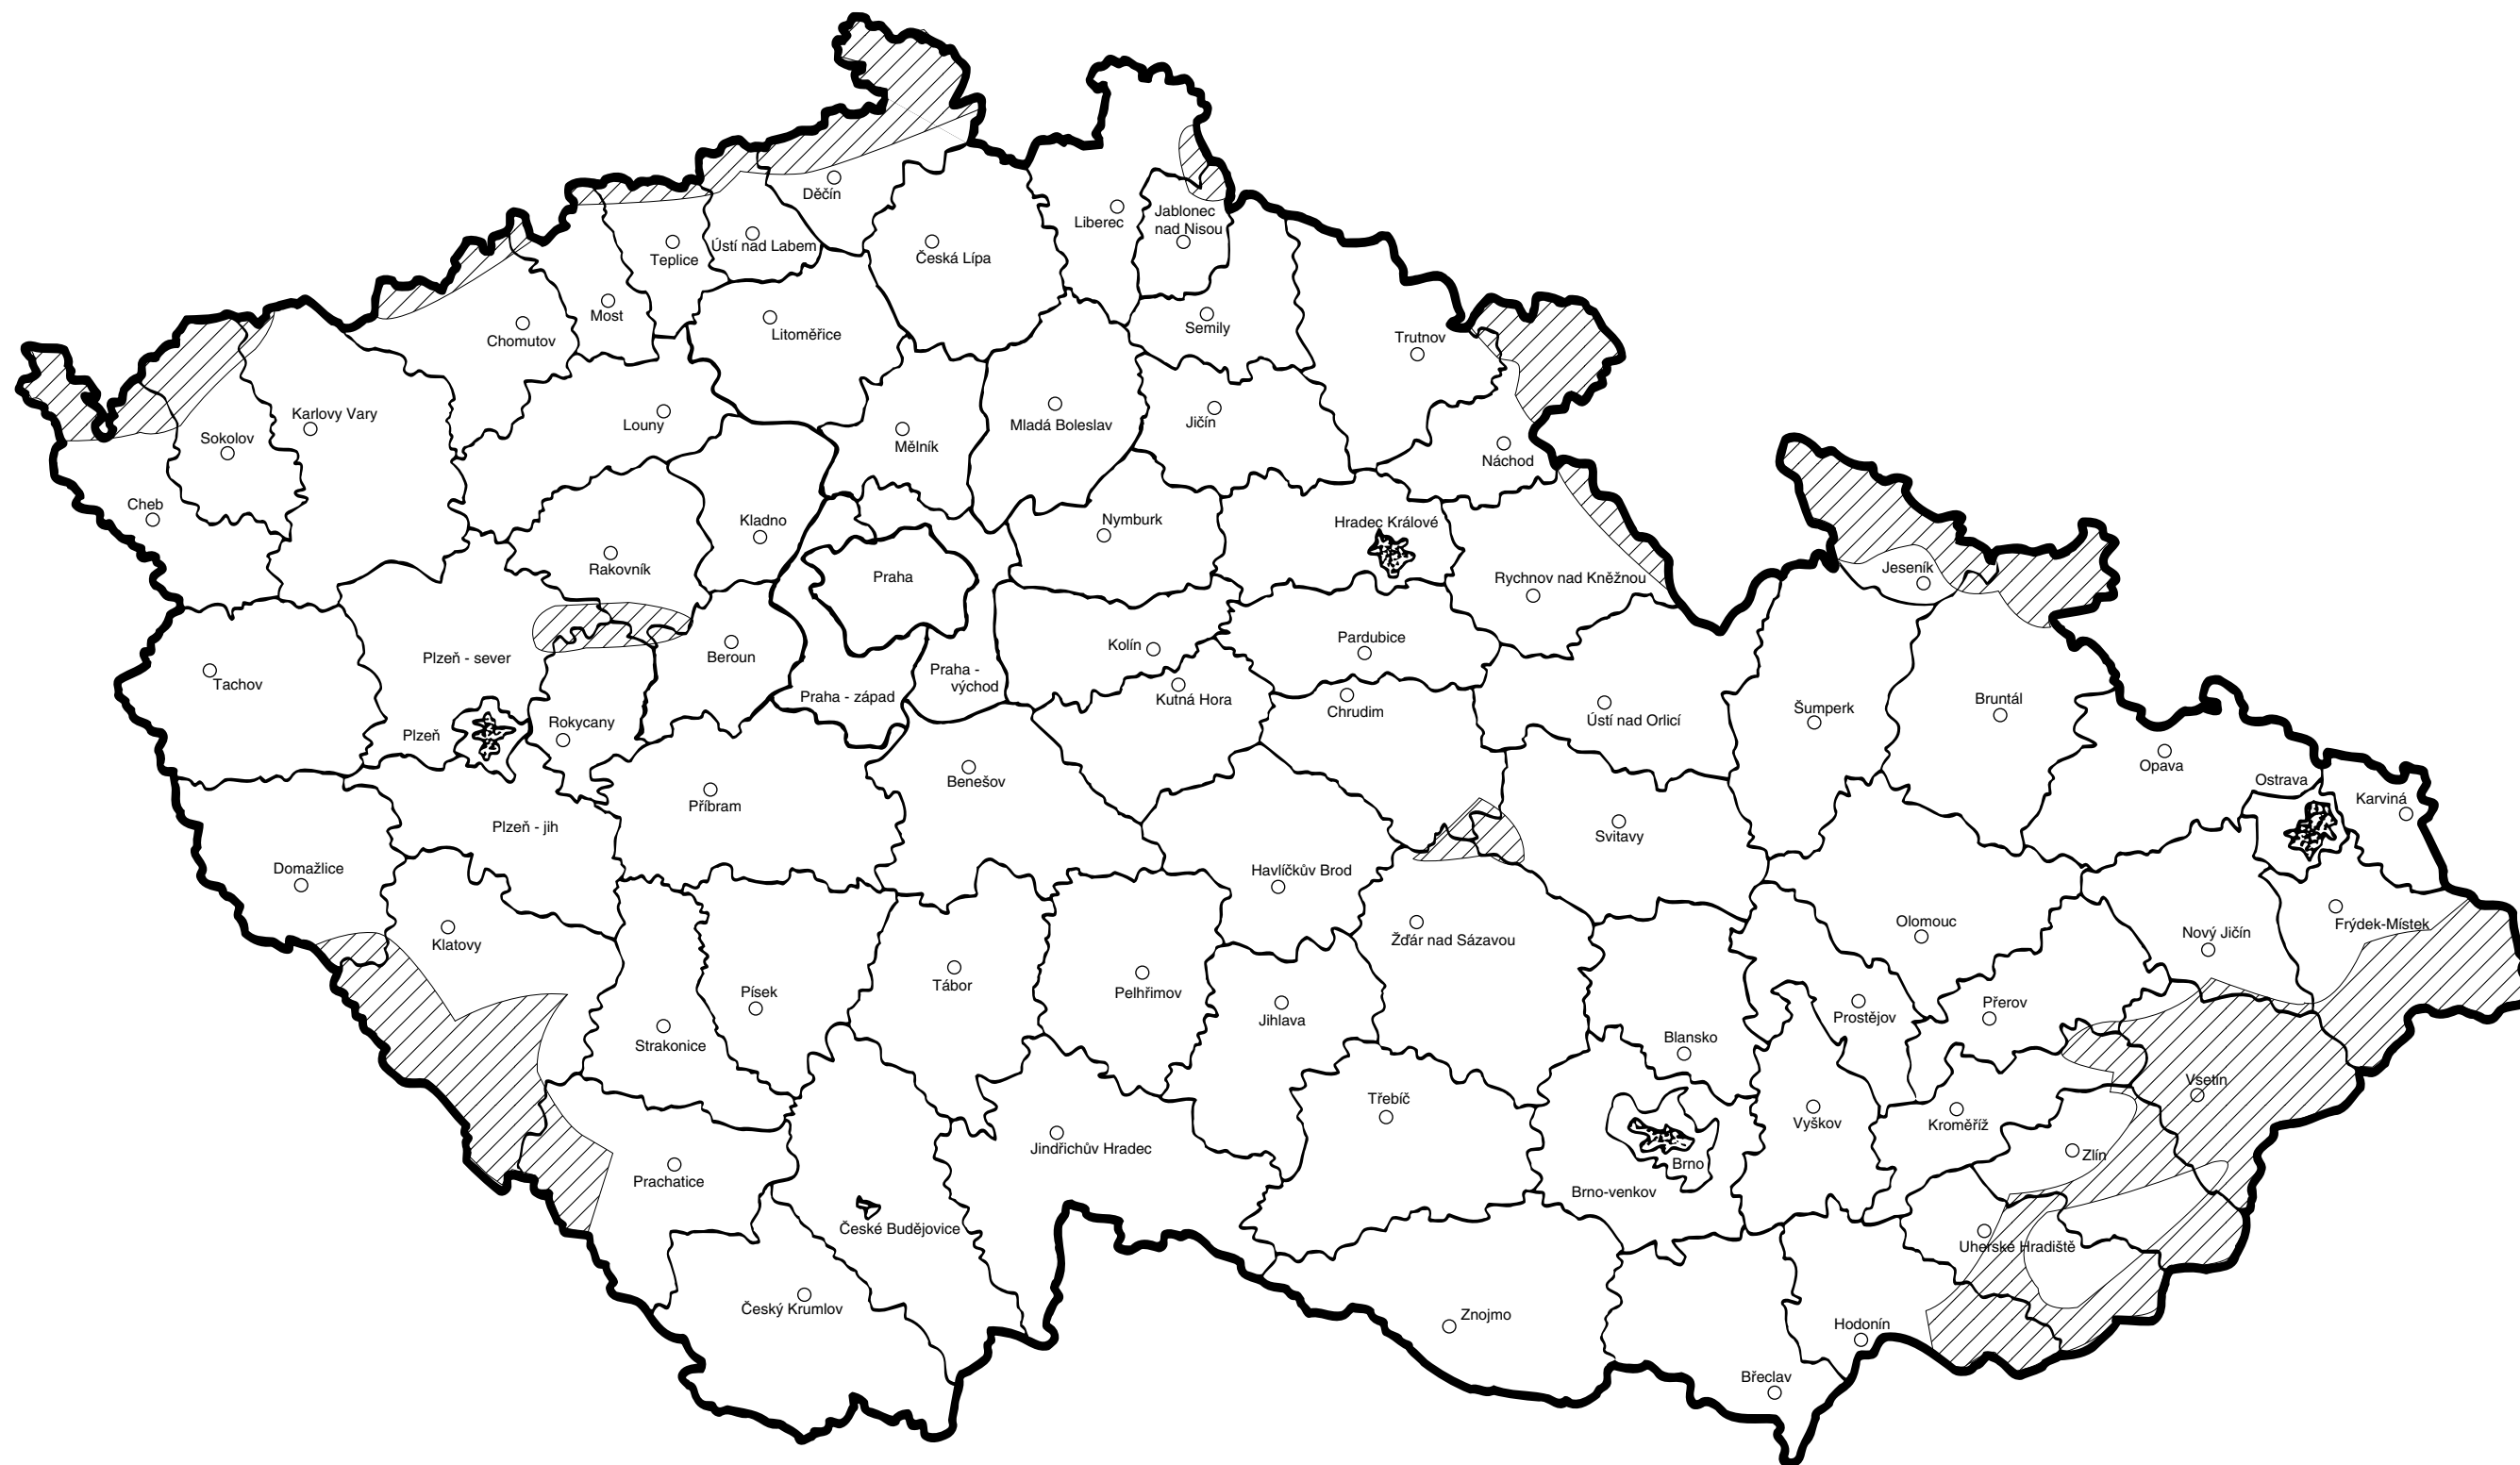 Děčín
Liberec
Jablonec
nad Nisou
Ústí nad Labem
Teplice
Česká Lípa
Most
Chomutov
Litoměřice
Semily
Trutnov
Karlovy Vary
Sokolov
Louny
Mělník
Mladá Boleslav
Jičín
Náchod
Cheb
Kladno
Nymburk
Hradec Králové
Rakovník
Praha
Rychnov nad Kněžnou
Jeseník
Plzeň - sever
Beroun
Praha -
východ
Kolín
Pardubice
Tachov
Praha - západ
Kutná Hora
Chrudim
Ústí nad Orlicí
Šumperk
Bruntál
Plzeň
Rokycany
Opava
Ostrava
Karviná
Benešov
Příbram
Plzeň - jih
Svitavy
Domažlice
Havlíčkův Brod
Klatovy
Žďár nad Sázavou
Olomouc
Nový Jičín
Frýdek-Místek
Písek
Tábor
Pelhřimov
Jihlava
Prostějov
Přerov
Strakonice
Blansko
Vsetín
Třebíč
Vyškov
Kroměříž
Jindřichův Hradec
Zlín
Prachatice
Brno
Brno-venkov
České Budějovice
Uherské Hradiště
Český Krumlov
Znojmo
Hodonín
Břeclav